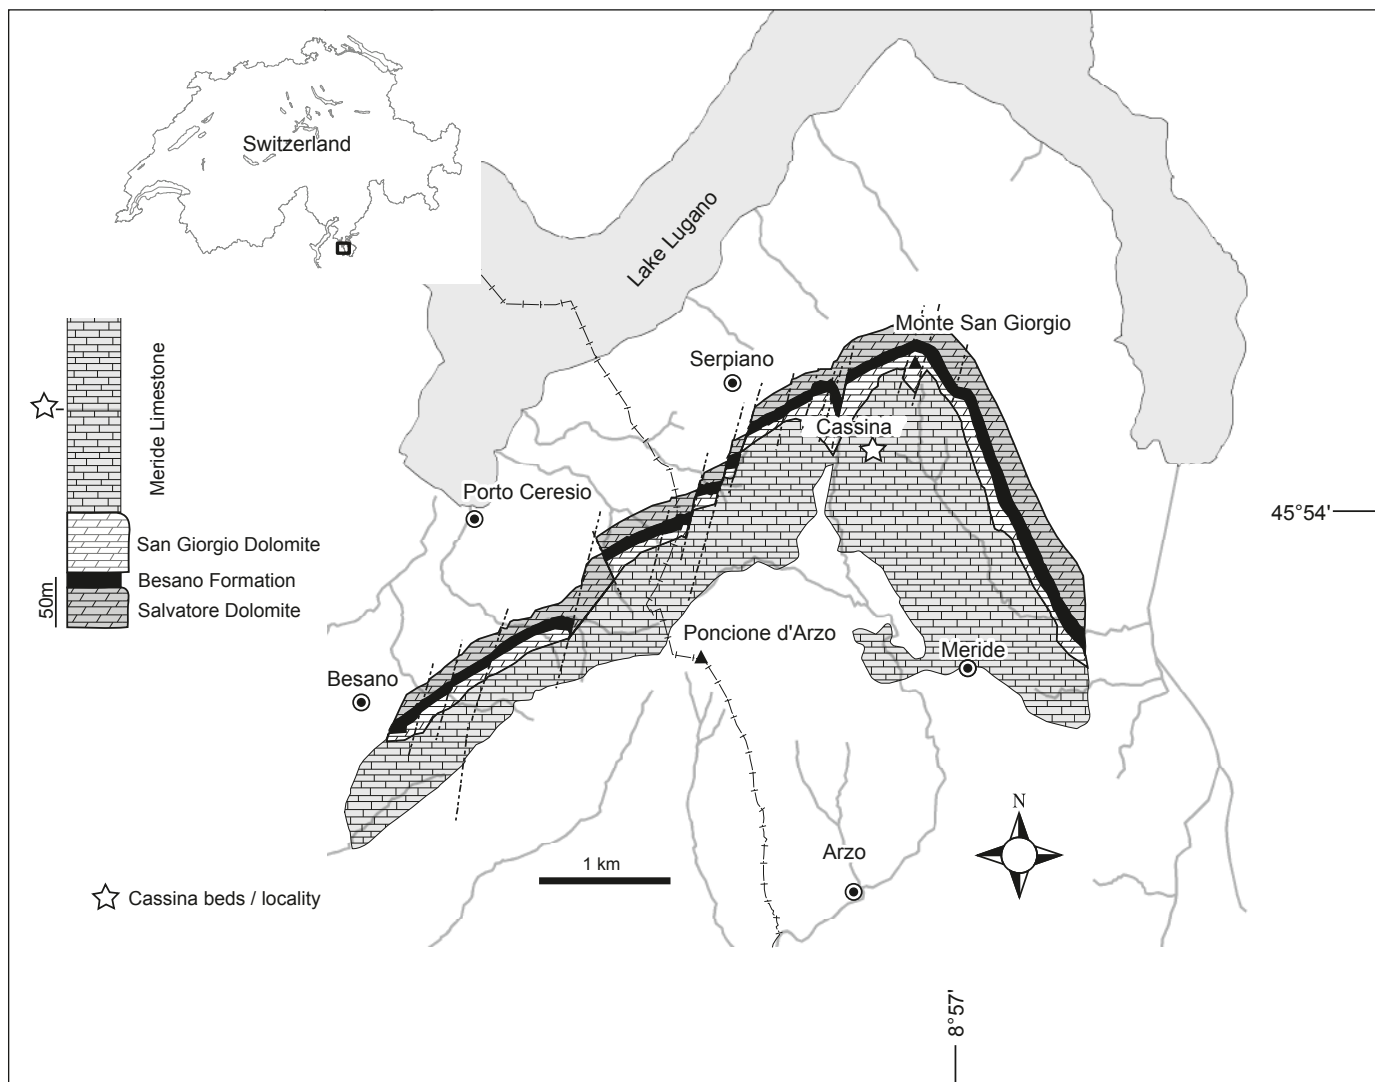 Switzerland
Lake Lugano
Monte San Giorgio
Serpiano
Cassina
Meride Limestone
Porto Ceresio
45°54'
San Giorgio Dolomite
Besano Formation
Salvatore Dolomite
50m
Poncione d'Arzo
Meride
Besano
N
1 km
Arzo
Cassina beds / locality
8°57'